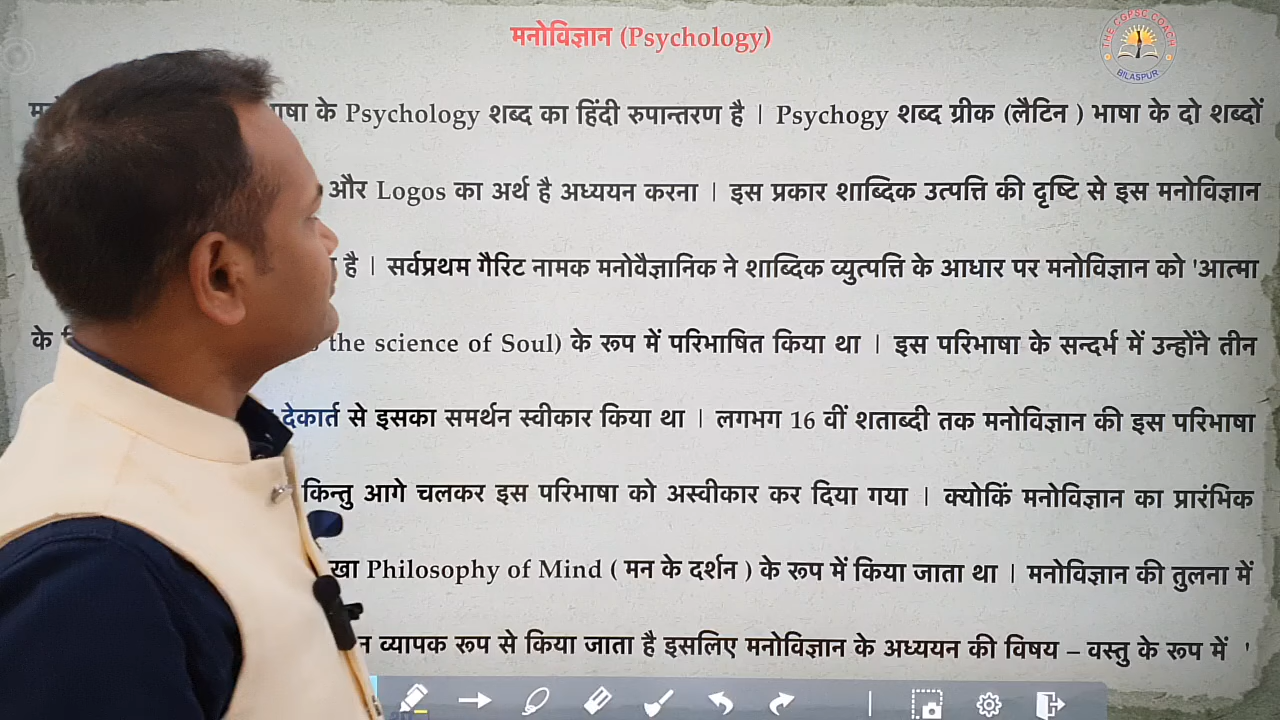 मनोविज्ञान (Psychology)
THE CGPSC COACH
BILASPUR
के Psychology शब्द का हिंदी रुपान्तरण है | Psychogy शब्द ग्रीक (लैटिन ) भाषा के दो शब्दों
और Logos का अर्थ है अध्ययन करना | इस प्रकार शाब्दिक उत्पत्ति की दृष्टि से इस मनोविज्ञान
है | सर्वप्रथम गैरिट नामक मनोवैज्ञानिक ने शाब्दिक व्युत्पत्ति के आधार पर मनोविज्ञान को 'आत्मा
के the science of Soul) के रूप में परिभाषित किया था | इस परिभाषा के सन्दर्भ में उन्होंने तीन
देकार्त से इसका समर्थन स्वीकार किया था | लगभग 16 वीं शताब्दी तक मनोविज्ञान की इस परिभाषा
किन्तु आगे चलकर इस परिभाषा को अस्वीकार कर दिया गया | क्योकिं मनोविज्ञान का प्रारंभिक
खा Philosophy of Mind ( मन के दर्शन ) के रूप में किया जाता था | मनोविज्ञान की तुलना में
न व्यापक रूप से किया जाता है इसलिए मनोविज्ञान के अध्ययन की विषय – वस्तु के रूप में '